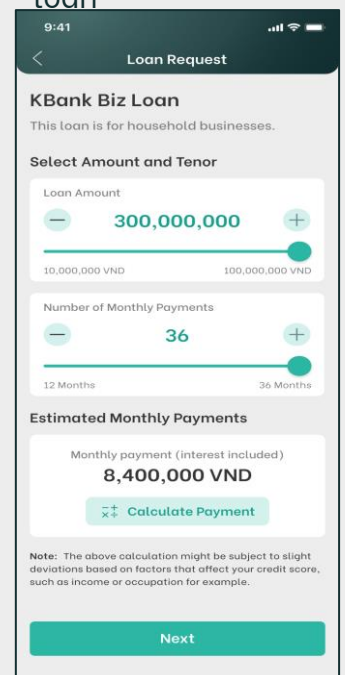 loan
9:41
Loan Request
KBank Biz Loan
This loan is for household businesses.
Select Amount and Tenor
Loan Amount
300,000,000
10,000,000 VND 100,000,000 VND
Number of Monthly Payments
36
12 Months 36 Months
Estimated Monthly Payments
Monthly payment (interest included)
8,400,000 VND
Calculate Payment
Note: The above calculation might be subject to slight
deviations based on factors that affect your credit score,
such as income or occupation for example.
Next